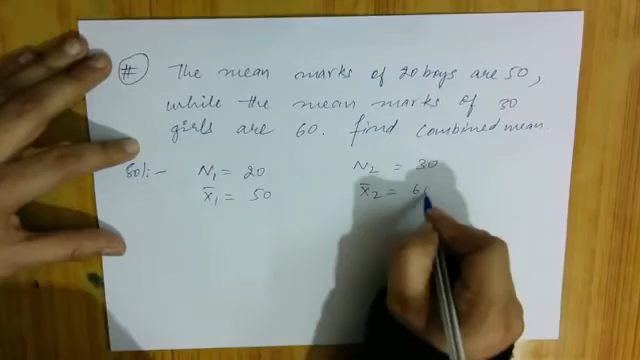 # The mean marks of 20 boys are 50,
while the mean marks of 30
girls are 60. find combined mean.
Sol:- N₁ = 20 N₂ = 30
X̄₁ = 50 X̄₂ = 6